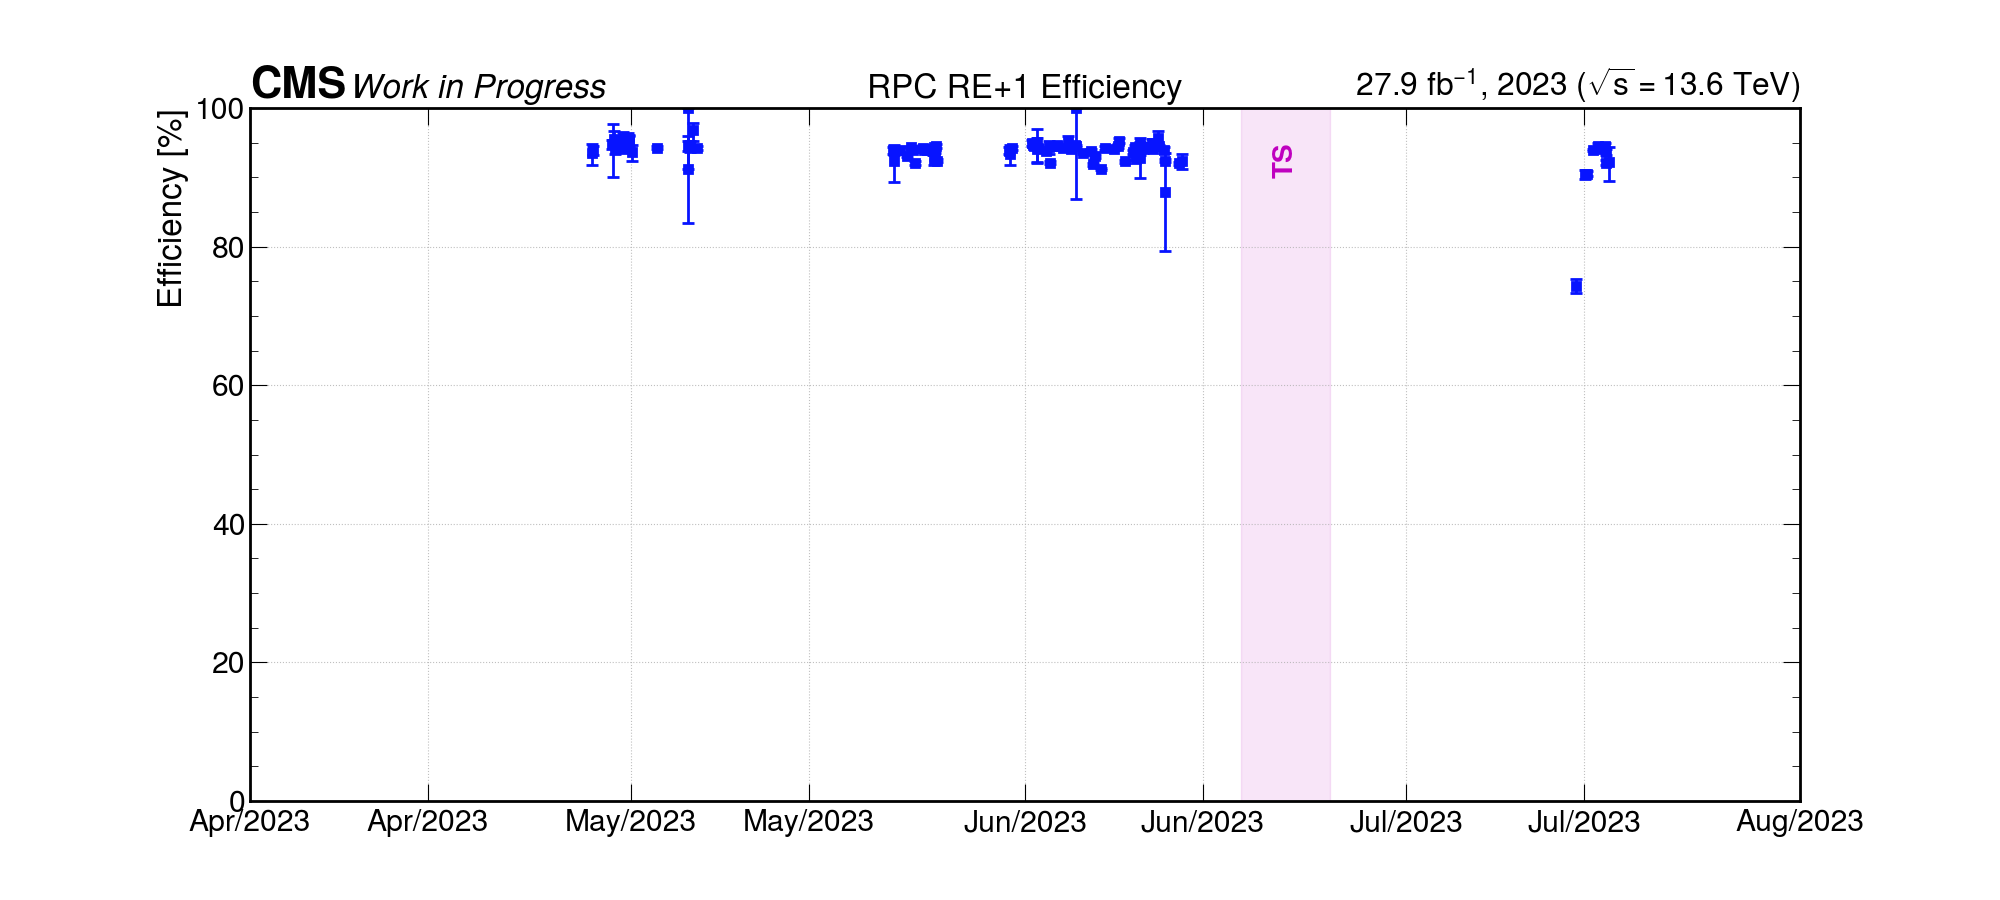 CMS Work in Progress RPC RE+1 Efficiency 27.9 fb⁻¹, 2023 (√s = 13.6 TeV)
Efficiency [%]
100
80
60
40
20
0
TS
Apr/2023 Apr/2023 May/2023 May/2023 Jun/2023 Jun/2023 Jul/2023 Jul/2023 Aug/2023